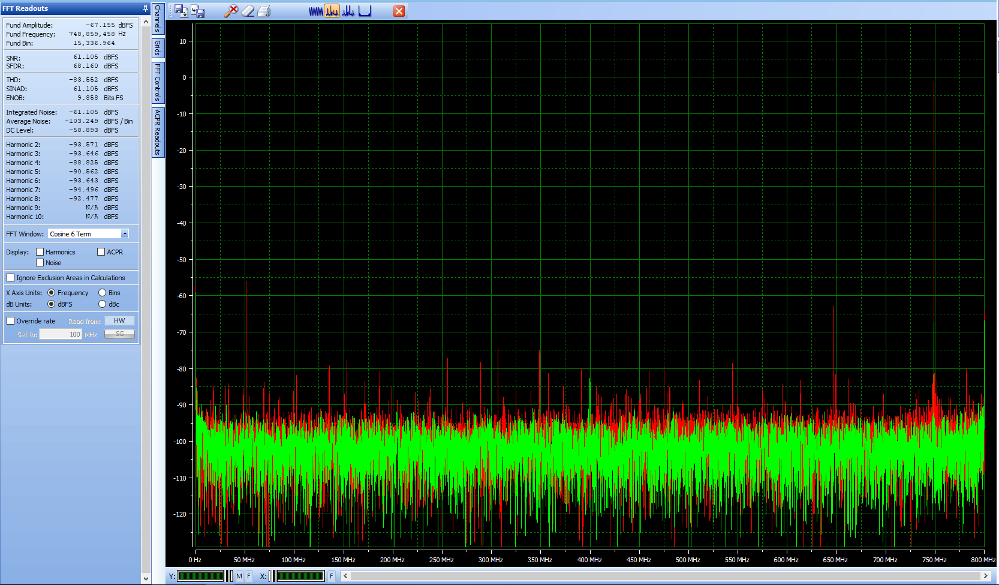 FFT Readouts
Fund Amplitude: -67.155 dBFS
Fund Frequency: 748,859,458 Hz
Fund Bin: 15,336.964
SNR: 61.105 dBFS
SFDR: 68.160 dBFS
THD: -83.552 dBFS
SINAD: 61.105 dBFS
ENOB: 9.858 Bits FS
Integrated Noise: -61.105 dBFS
Average Noise: -103.249 dBFS / Bin
DC Level: -58.893 dBFS
Harmonic 2: -93.571 dBFS
Harmonic 3: -93.646 dBFS
Harmonic 4: -88.825 dBFS
Harmonic 5: -90.562 dBFS
Harmonic 6: -93.643 dBFS
Harmonic 7: -94.496 dBFS
Harmonic 8: -92.477 dBFS
Harmonic 9: N/A dBFS
Harmonic 10: N/A dBFS
FFT Window: Cosine 6 Term
Display: Harmonics ACPR
Noise
Ignore Exclusion Areas in Calculations
X Axis Units: Frequency Bins
dB Units: dBFS dBc
Override rate Read from: HW
Set to: 100 MHz SG
Channels
Grids
FFT Controls
ACPR Readouts
10
0
-10
-20
-30
-40
-50
-60
-70
-80
-90
-100
-110
-120
0 Hz 50 MHz 100 MHz 150 MHz 200 MHz 250 MHz 300 MHz 350 MHz 400 MHz 450 MHz 500 MHz 550 MHz 600 MHz 650 MHz 700 MHz 750 MHz 800 MHz
Y: M F X: F